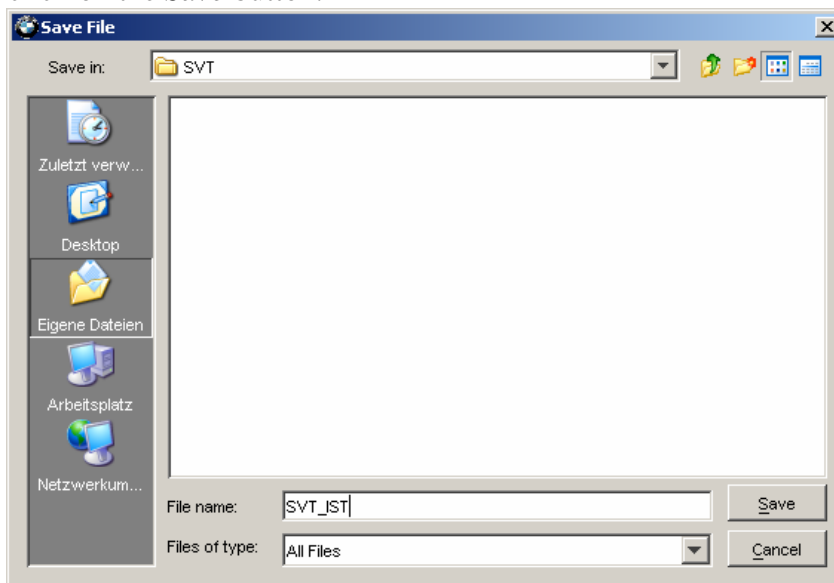 Save File
Save in:
SVT
Zuletzt verw...
Desktop
Eigene Dateien
Arbeitsplatz
Netzwerkum...
File name:
SVT_IST
Save
Files of type:
All Files
Cancel